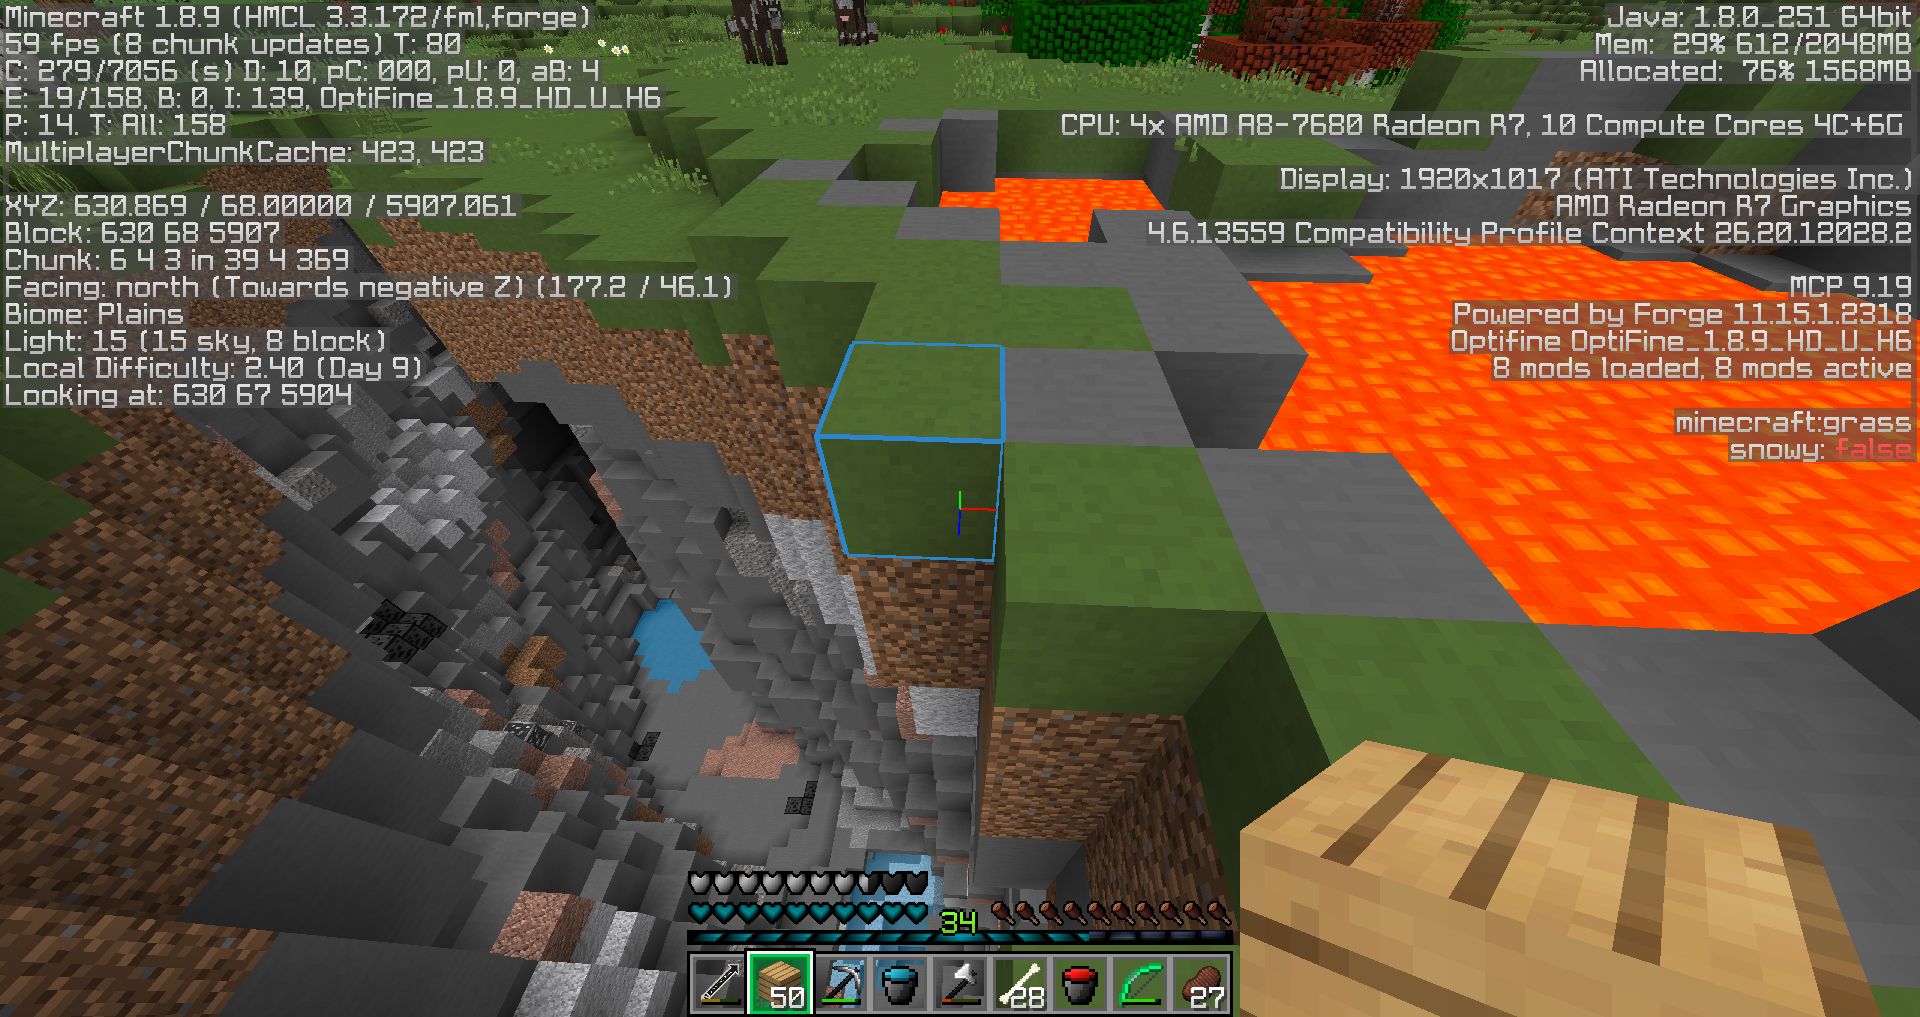 Minecraft 1.8.9 (HMCL 3.3.172/fml,forge)
59 fps (8 chunk updates) T: 80
C: 279/7056 (s) D: 10, pC: 000, pU: 0, aB: 4
E: 19/158, B: 0, I: 139, OptiFine_1.8.9_HD_U_H6
P: 14. T: All: 158
MultiplayerChunkCache: 423, 423
XYZ: 630.869 / 68.00000 / 5907.061
Block: 630 68 5907
Chunk: 6 4 3 in 39 4 369
Facing: north (Towards negative Z) (177.2 / 46.1)
Biome: Plains
Light: 15 (15 sky, 8 block)
Local Difficulty: 2.40 (Day 9)
Looking at: 630 67 5904
Java: 1.8.0_251 64bit
Mem: 29% 612/2048MB
Allocated: 76% 1568MB
CPU: 4x AMD A8-7680 Radeon R7, 10 Compute Cores 4C+6G
Display: 1920x1017 (ATI Technologies Inc.)
AMD Radeon R7 Graphics
4.6.13559 Compatibility Profile Context 26.20.12028.2
MCP 9.19
Powered by Forge 11.15.1.2318
Optifine OptiFine_1.8.9_HD_U_H6
8 mods loaded, 8 mods active
minecraft:grass
snowy: false
34
50
28
27